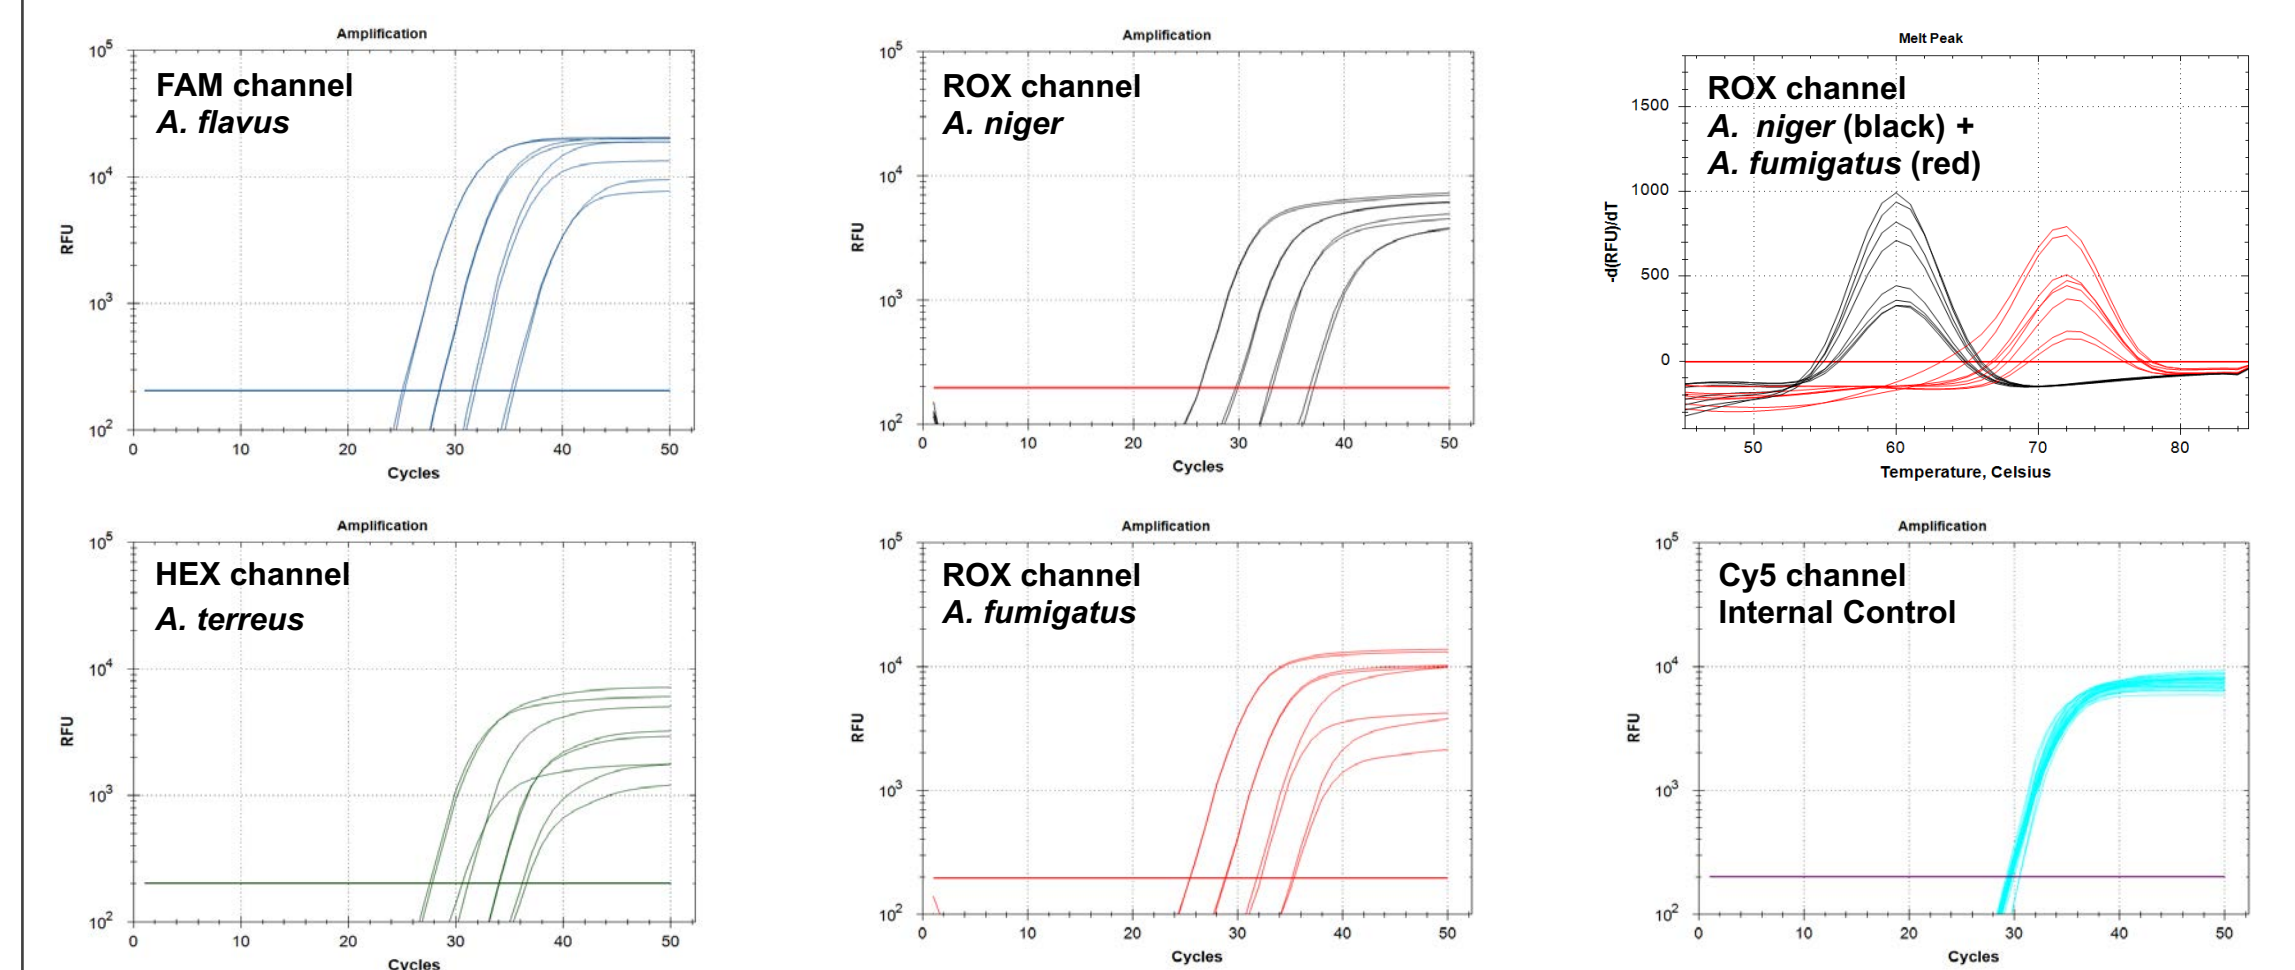 Amplification
FAM channel
A. flavus
10^5
10^4
10^3
10^2
RFU
0 10 20 30 40 50
Cycles
Amplification
ROX channel
A. niger
10^5
10^4
10^3
10^2
RFU
0 10 20 30 40 50
Cycles
Melt Peak
ROX channel
A. niger (black) +
A. fumigatus (red)
1500
1000
500
0
-d(RFU)/dT
50 60 70 80
Temperature, Celsius
Amplification
HEX channel
A. terreus
10^5
10^4
10^3
10^2
RFU
0 10 20 30 40 50
Cycles
Amplification
ROX channel
A. fumigatus
10^5
10^4
10^3
10^2
RFU
0 10 20 30 40 50
Cycles
Amplification
Cy5 channel
Internal Control
10^5
10^4
10^3
10^2
RFU
0 10 20 30 40 50
Cycles